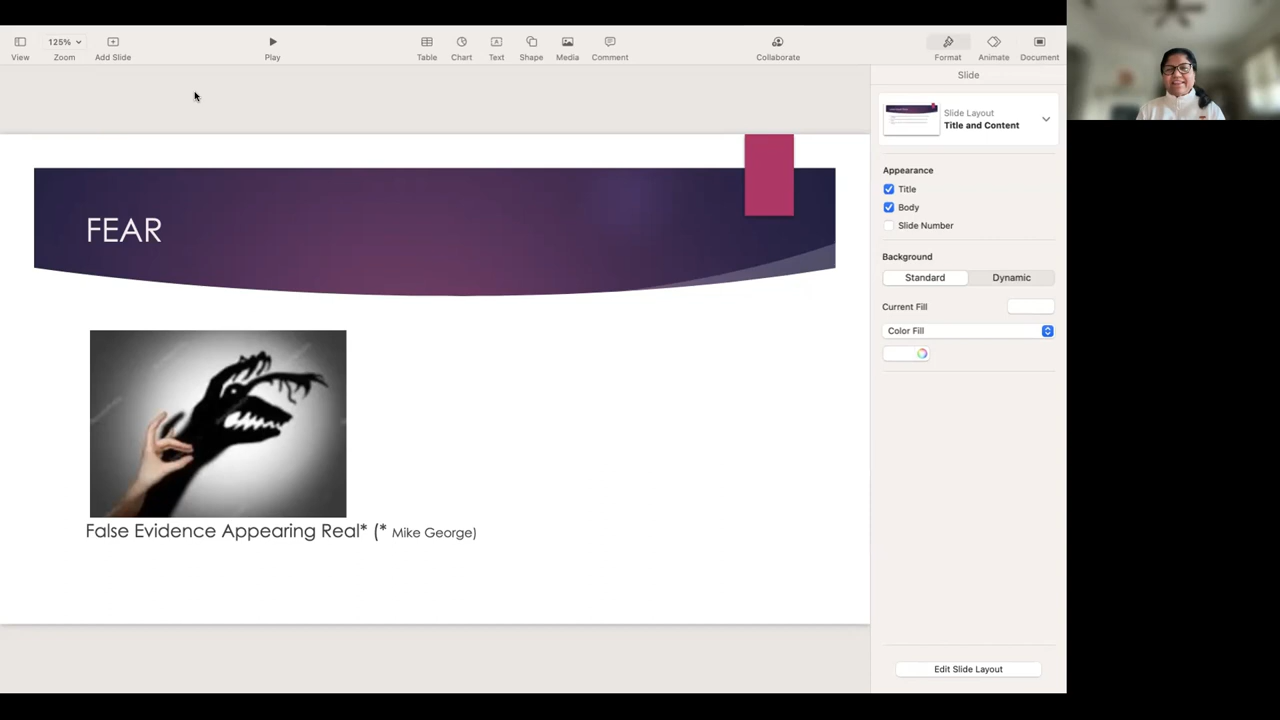 125%
View
Zoom
Add Slide
Play
Table
Chart
Text
Shape
Media
Comment
Collaborate
Format
Animate
Document
Slide
Slide Layout
Title and Content
Appearance
Title
Body
Slide Number
Background
Standard
Dynamic
Current Fill
Color Fill
Edit Slide Layout
FEAR
False Evidence Appearing Real* (* Mike George)